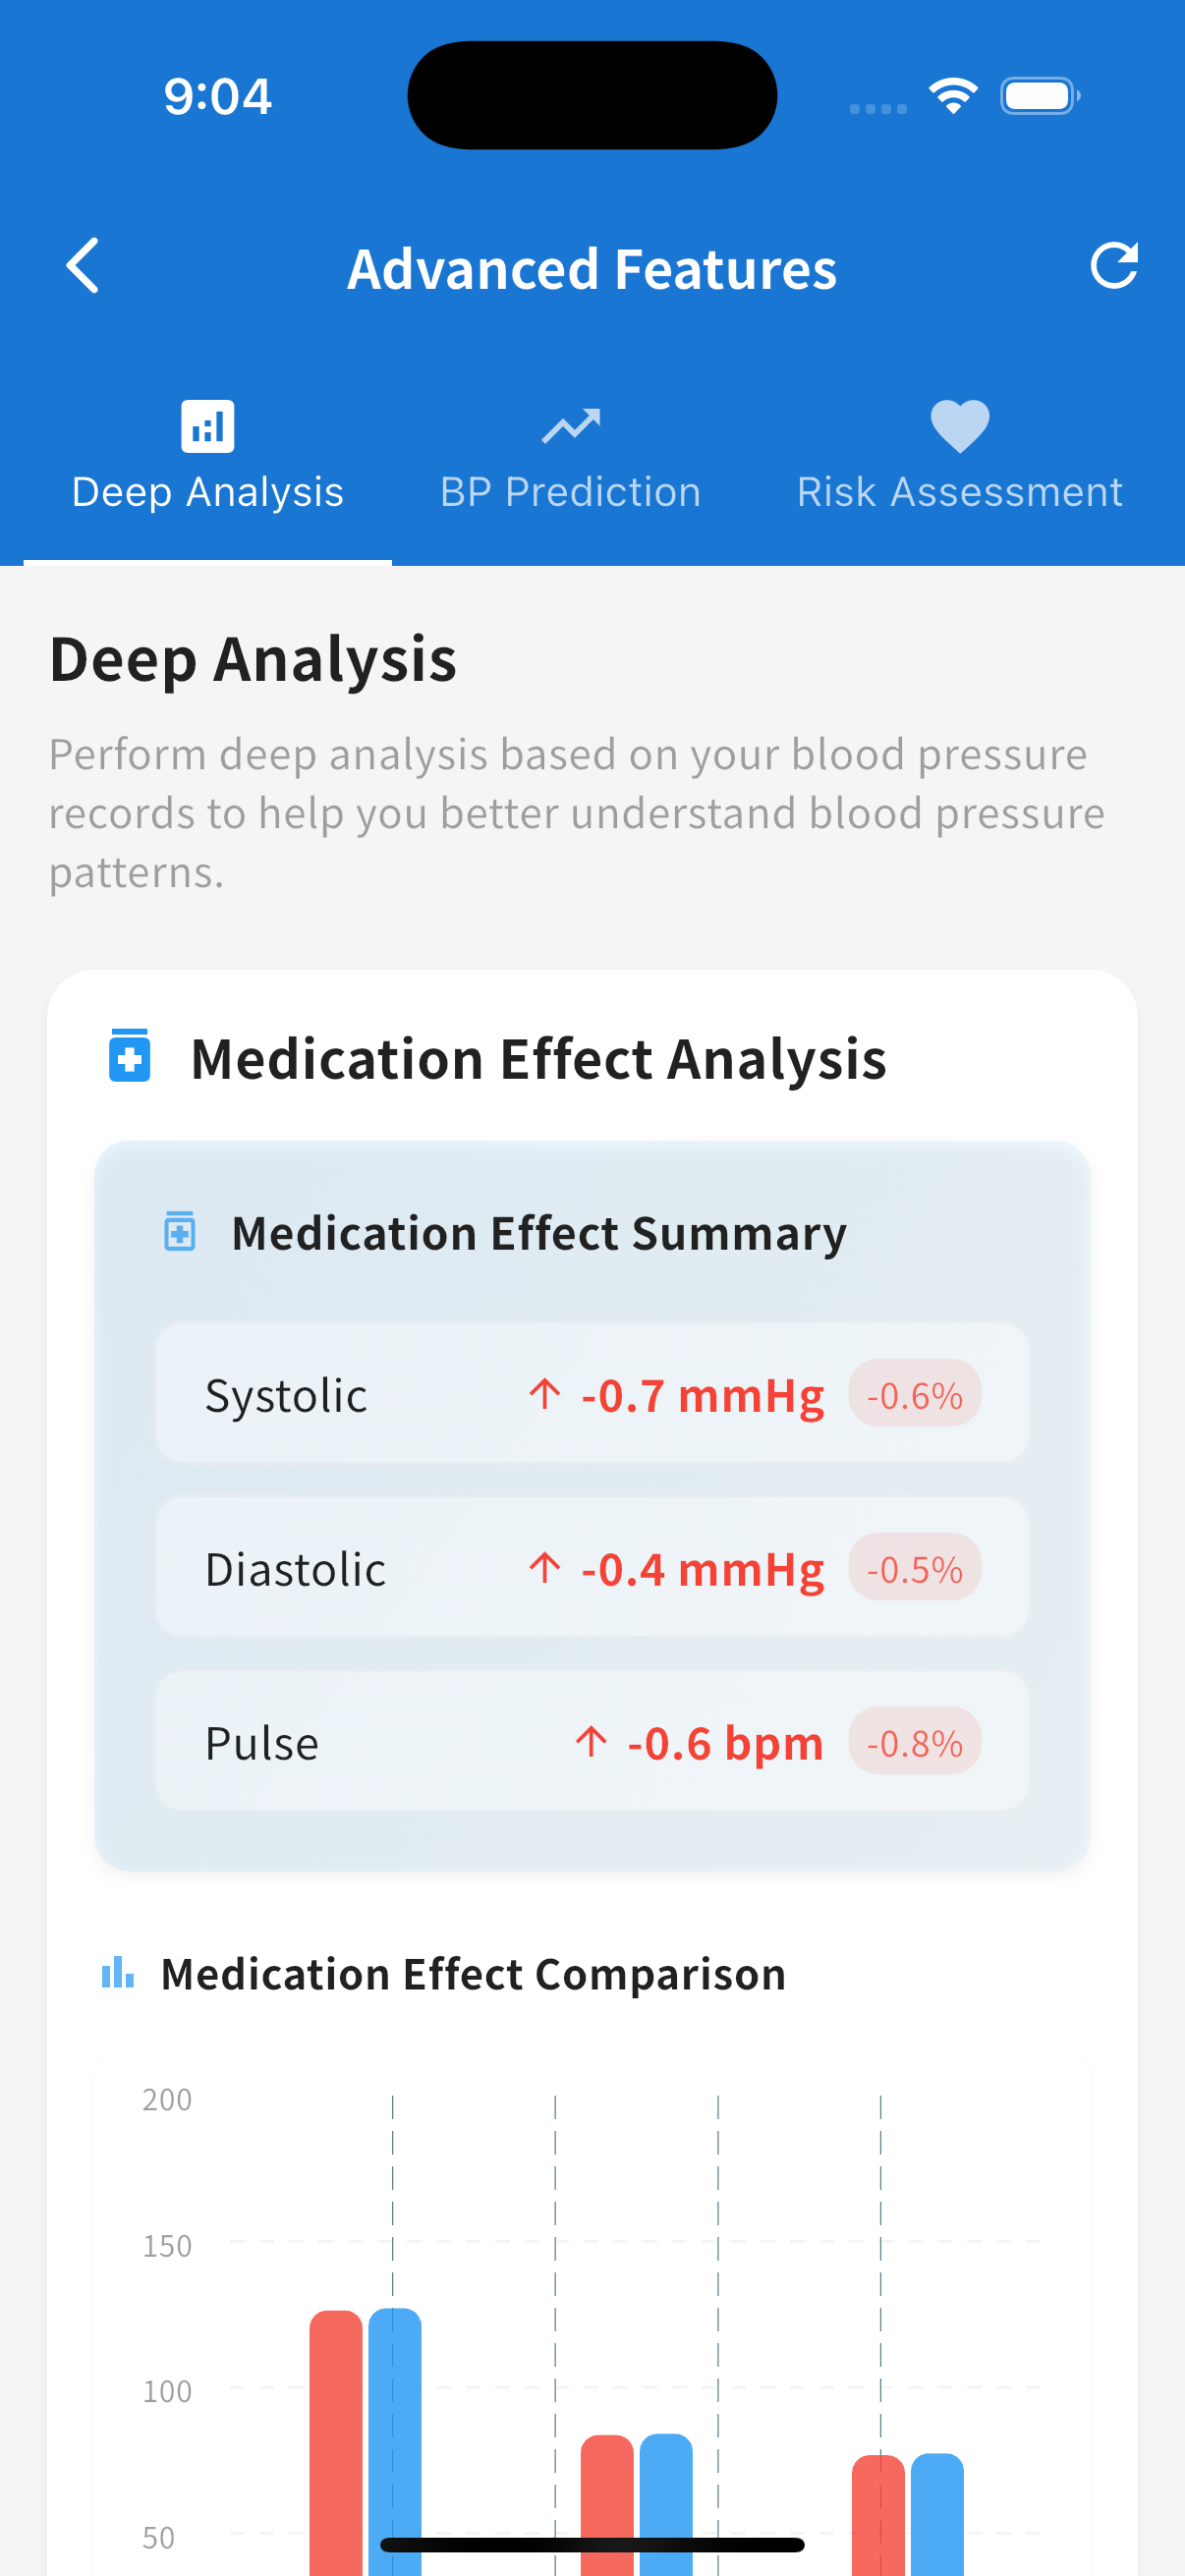 9:04
Advanced Features
Deep Analysis
BP Prediction
Risk Assessment
Deep Analysis
Perform deep analysis based on your blood pressure
records to help you better understand blood pressure
patterns.
Medication Effect Analysis
Medication Effect Summary
Systolic ↑ -0.7 mmHg -0.6%
Diastolic ↑ -0.4 mmHg -0.5%
Pulse ↑ -0.6 bpm -0.8%
Medication Effect Comparison
200
150
100
50